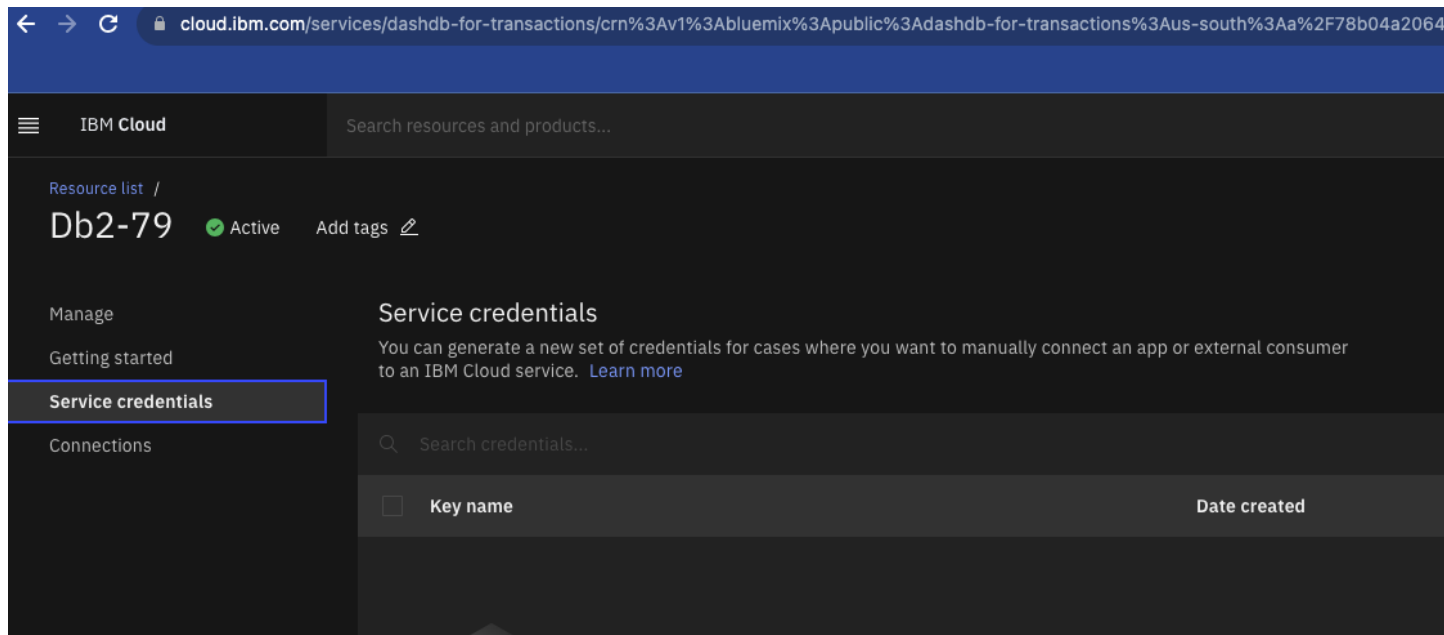 cloud.ibm.com/services/dashdb-for-transactions/crn%3Av1%3Abluemix%3Apublic%3Adashdb-for-transactions%3Aus-south%3Aa%2F78b04a2064
IBM Cloud
Search resources and products...
Resource list /
Db2-79 Active Add tags
Manage
Getting started
Service credentials
Connections
Service credentials
You can generate a new set of credentials for cases where you want to manually connect an app or external consumer
to an IBM Cloud service. Learn more
Search credentials...
Key name Date created